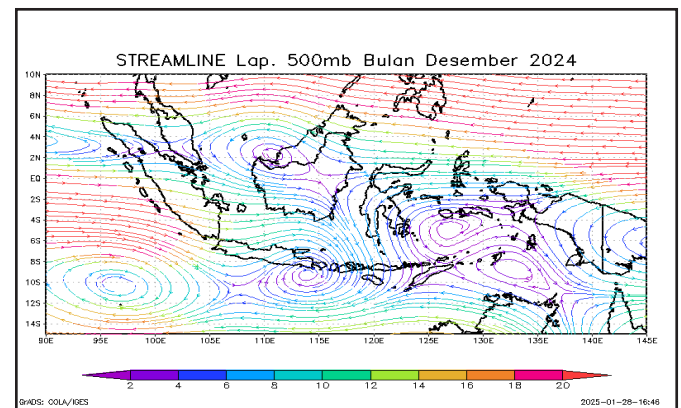 STREAMLINE Lap. 500mb Bulan Desember 2024
10N
8N
6N
4N
2N
EQ
2S
4S
6S
8S
10S
12S
14S
90E 95E 100E 105E 110E 115E 120E 125E 130E 135E 140E 145E
2 4 6 8 10 12 14 16 18 20
GrADS: COLA/IGES 2025-01-28-16:46